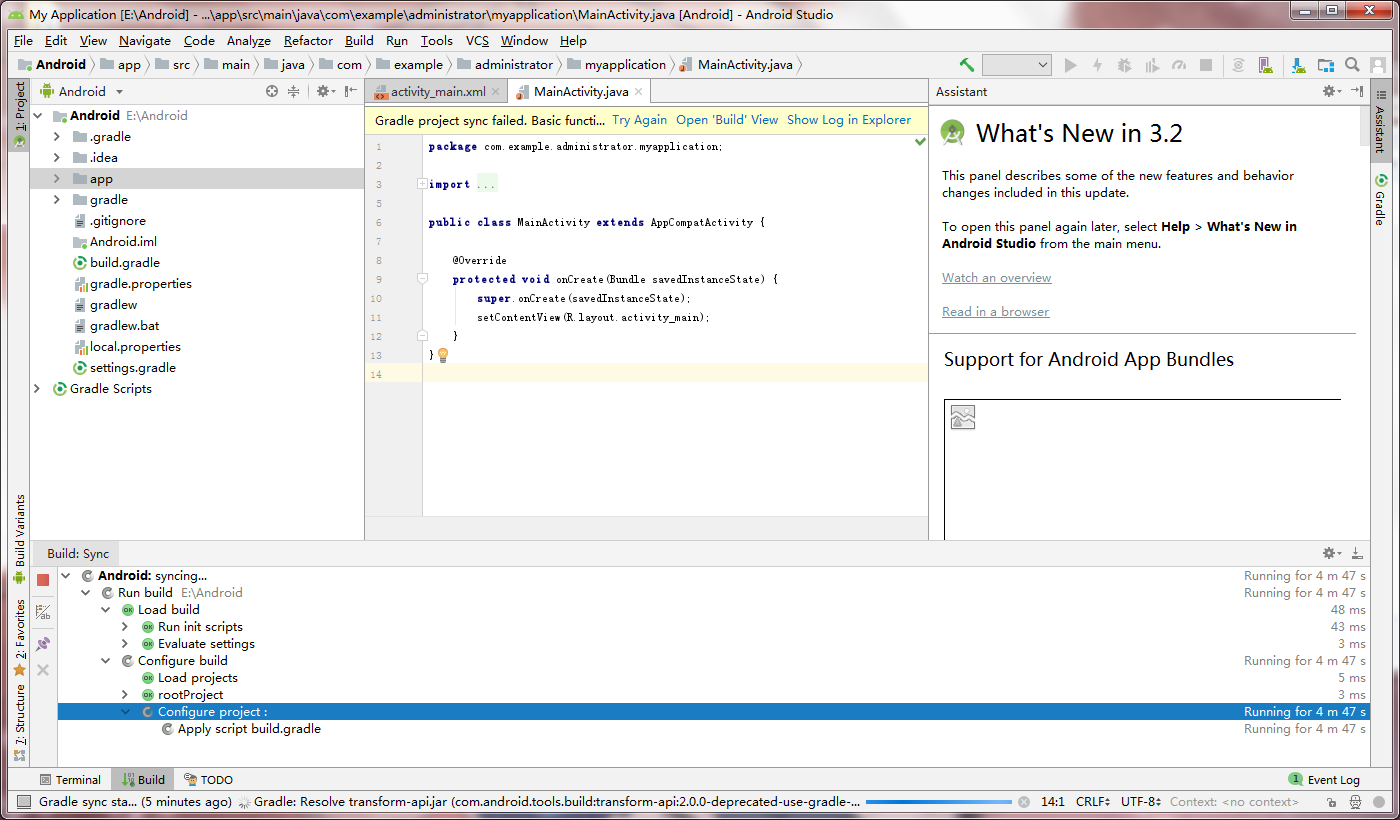 My Application [E:\Android] - ...\app\src\main\java\com\example\administrator\myapplication\MainActivity.java [Android] - Android Studio
File Edit View Navigate Code Analyze Refactor Build Run Tools VCS Window Help
Android app src main java com example administrator myapplication MainActivity.java
1: Project
Android
Android E:\Android
.gradle
.idea
app
gradle
.gitignore
Android.iml
build.gradle
gradle.properties
gradlew
gradlew.bat
local.properties
settings.gradle
Gradle Scripts
activity_main.xml MainActivity.java
Gradle project sync failed. Basic functi... Try Again Open 'Build' View Show Log in Explorer
1 package com.example.administrator.myapplication;
2
3 import ...
5
6 public class MainActivity extends AppCompatActivity {
7
8 @Override
9 protected void onCreate(Bundle savedInstanceState) {
10 super.onCreate(savedInstanceState);
11 setContentView(R.layout.activity_main);
12 }
13 }
14
Assistant
What's New in 3.2
This panel describes some of the new features and behavior
changes included in this update.
To open this panel again later, select Help > What's New in
Android Studio from the main menu.
Watch an overview
Read in a browser
Support for Android App Bundles
Assistant
Gradle
Build Variants
2: Favorites
7: Structure
Build: Sync
Android: syncing... Running for 4 m 47 s
Run build E:\Android Running for 4 m 47 s
Load build 48 ms
Run init scripts 43 ms
Evaluate settings 3 ms
Configure build Running for 4 m 47 s
Load projects 5 ms
rootProject 3 ms
Configure project : Running for 4 m 47 s
Apply script build.gradle Running for 4 m 47 s
Terminal Build TODO 1 Event Log
Gradle sync sta... (5 minutes ago) Gradle: Resolve transform-api.jar (com.android.tools.build:transform-api:2.0.0-deprecated-use-gradle-... 14:1 CRLF UTF-8 Context: <no context>